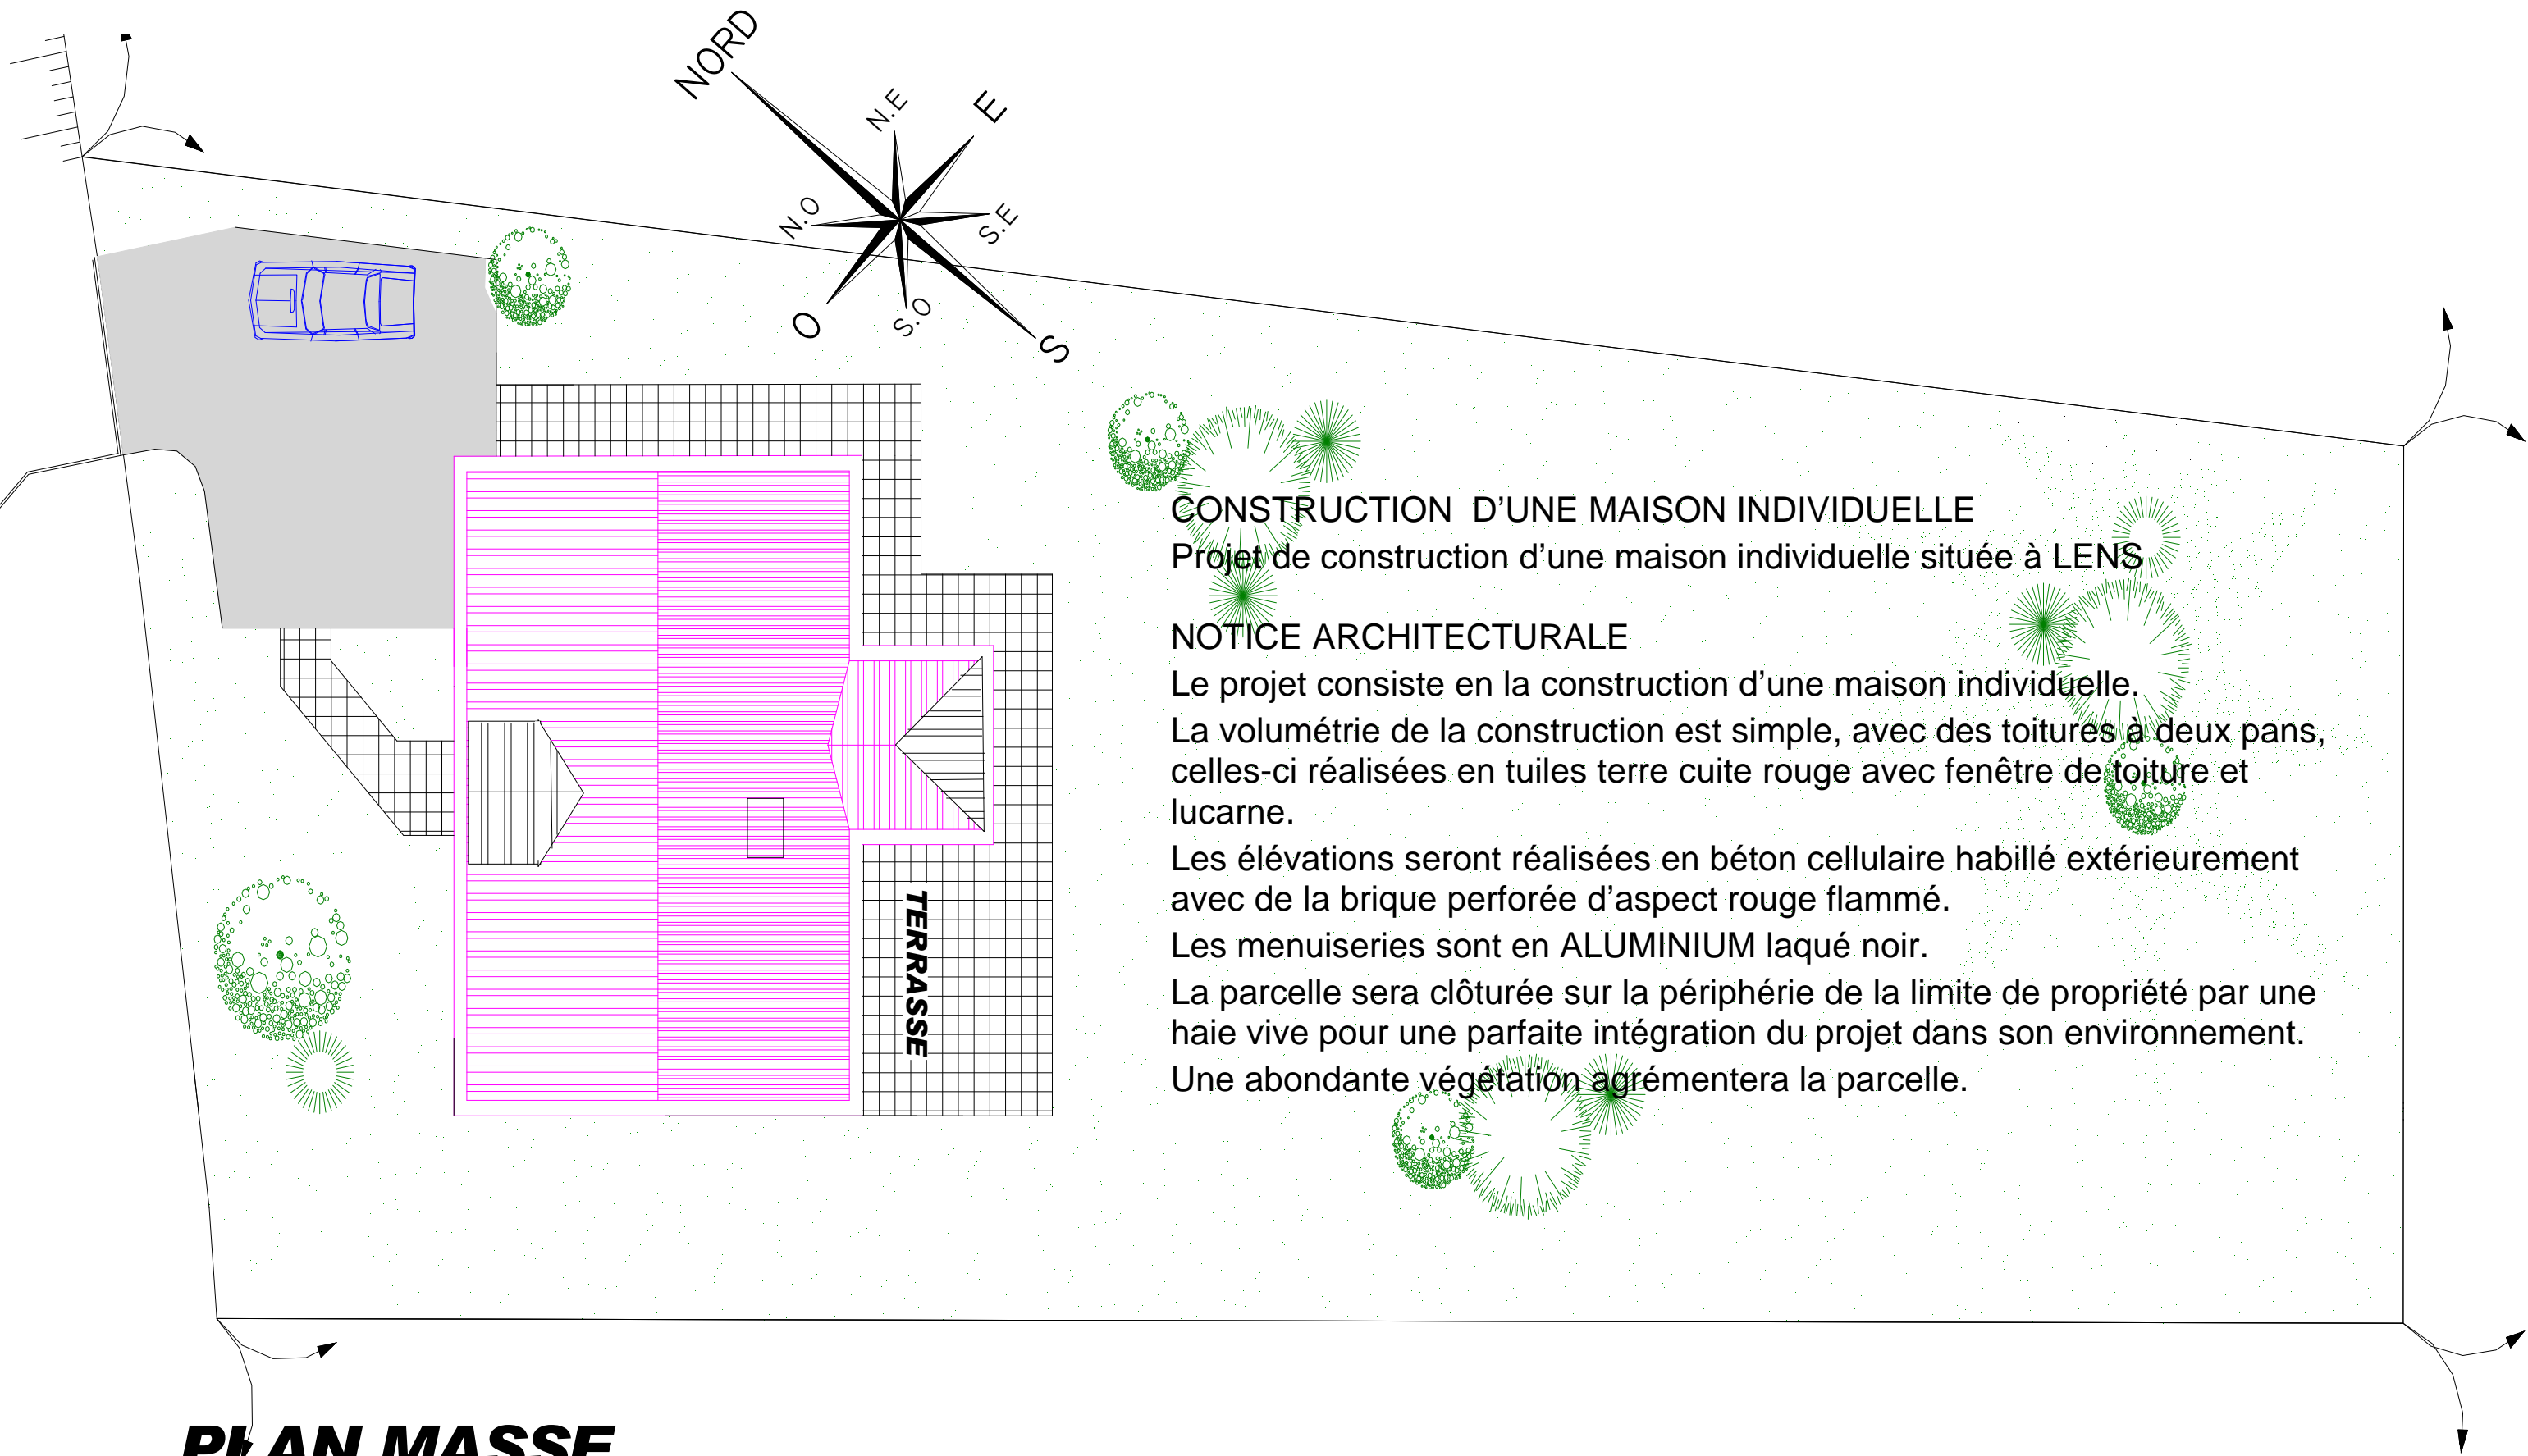 NORD
N.E
E
N.O
S.E
O
S.O
S
CONSTRUCTION  D’UNE MAISON INDIVIDUELLE
Projet de construction d’une maison individuelle située à LENS
NOTICE ARCHITECTURALE
Le projet consiste en la construction d’une maison individuelle.
La volumétrie de la construction est simple, avec des toitures à deux pans,
celles-ci réalisées en tuiles terre cuite rouge avec fenêtre de toiture et
lucarne.
Les élévations seront réalisées en béton cellulaire habillé extérieurement
avec de la brique perforée d’aspect rouge flammé.
Les menuiseries sont en ALUMINIUM laqué noir.
La parcelle sera clôturée sur la périphérie de la limite de propriété par une
haie vive pour une parfaite intégration du projet dans son environnement.
Une abondante végétation agrémentera la parcelle.
TERRASSE
PLAN MASSE